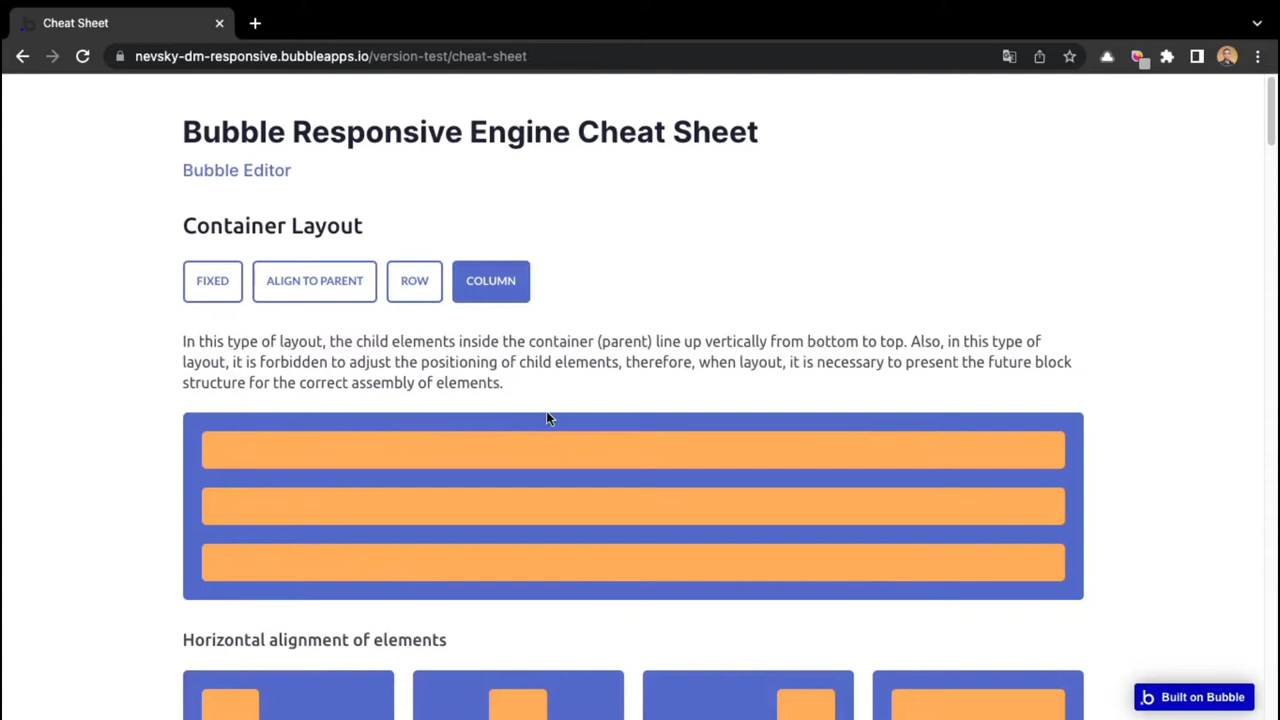 Cheat Sheet
nevsky-dm-responsive.bubbleapps.io/version-test/cheat-sheet
Bubble Responsive Engine Cheat Sheet
Bubble Editor
Container Layout
FIXED
ALIGN TO PARENT
ROW
COLUMN
In this type of layout, the child elements inside the container (parent) line up vertically from bottom to top. Also, in this type of
layout, it is forbidden to adjust the positioning of child elements, therefore, when layout, it is necessary to present the future block
structure for the correct assembly of elements.
Horizontal alignment of elements
Built on Bubble